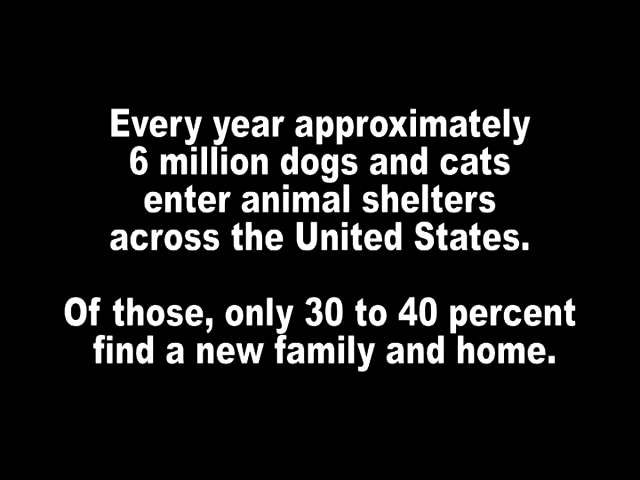 Every year approximately
6 million dogs and cats
enter animal shelters
across the United States.
Of those, only 30 to 40 percent
find a new family and home.